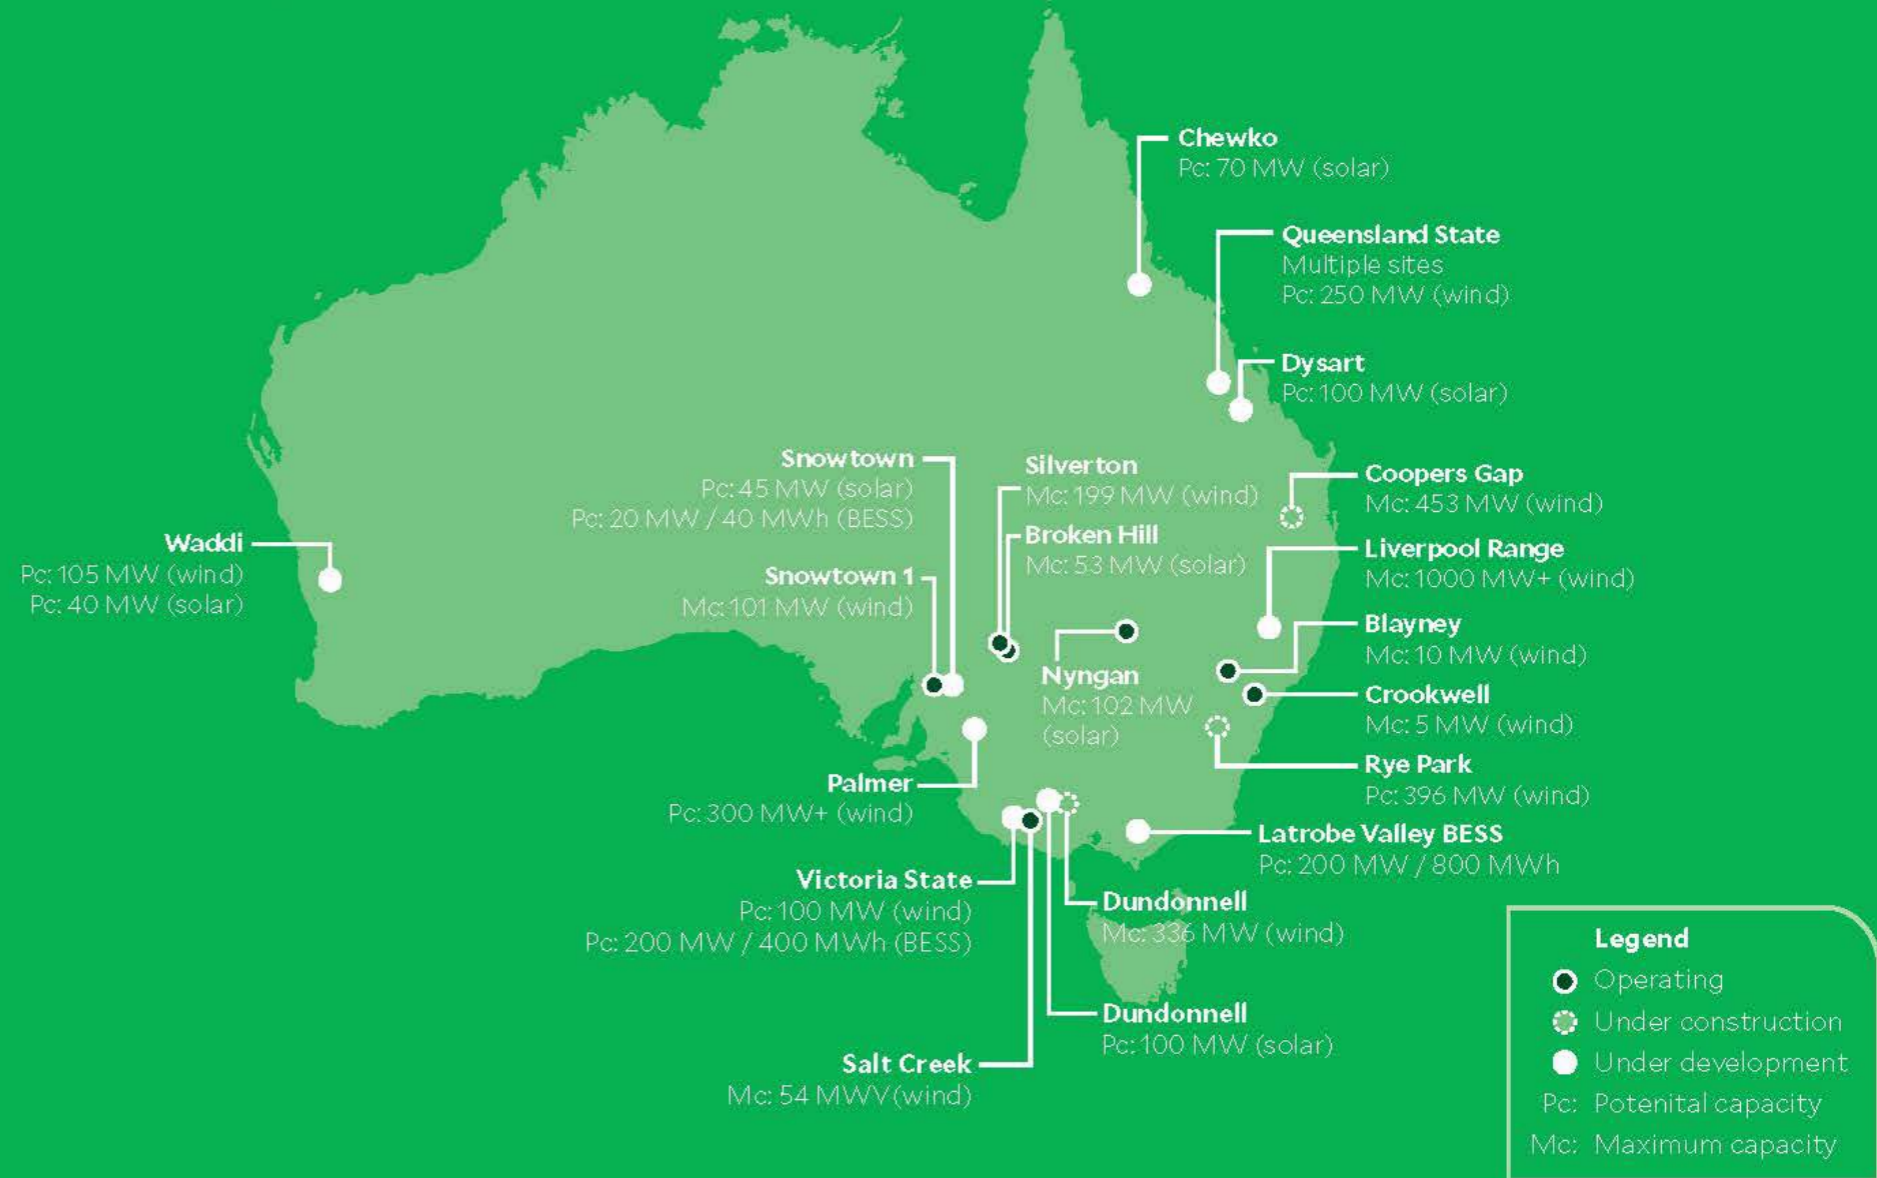 Chewko
Pc: 70 MW (solar)
Queensland State
Multiple sites
Pc: 250 MW (wind)
Dysart
Pc: 100 MW (solar)
Snowtown
Pc: 45 MW (solar)
Pc: 20 MW / 40 MWh (BESS)
Silverton
Mc: 199 MW (wind)
Broken Hill
Mc: 53 MW (solar)
Coopers Gap
Mc: 453 MW (wind)
Waddi
Pc: 105 MW (wind)
Pc: 40 MW (solar)
Snowtown 1
Mc: 101 MW (wind)
Liverpool Range
Mc: 1000 MW+ (wind)
Blayney
Mc: 10 MW (wind)
Nyngan
Mc: 102 MW
(solar)
Crookwell
Mc: 5 MW (wind)
Rye Park
Pc: 396 MW (wind)
Palmer
Pc: 300 MW+ (wind)
Latrobe Valley BESS
Pc: 200 MW / 800 MWh
Victoria State
Pc: 100 MW (wind)
Pc: 200 MW / 400 MWh (BESS)
Dundonnell
Mc: 336 MW (wind)
Dundonnell
Pc: 100 MW (solar)
Salt Creek
Mc: 54 MWV (wind)
Legend
Operating
Under construction
Under development
Pc: Potenital capacity
Mc: Maximum capacity